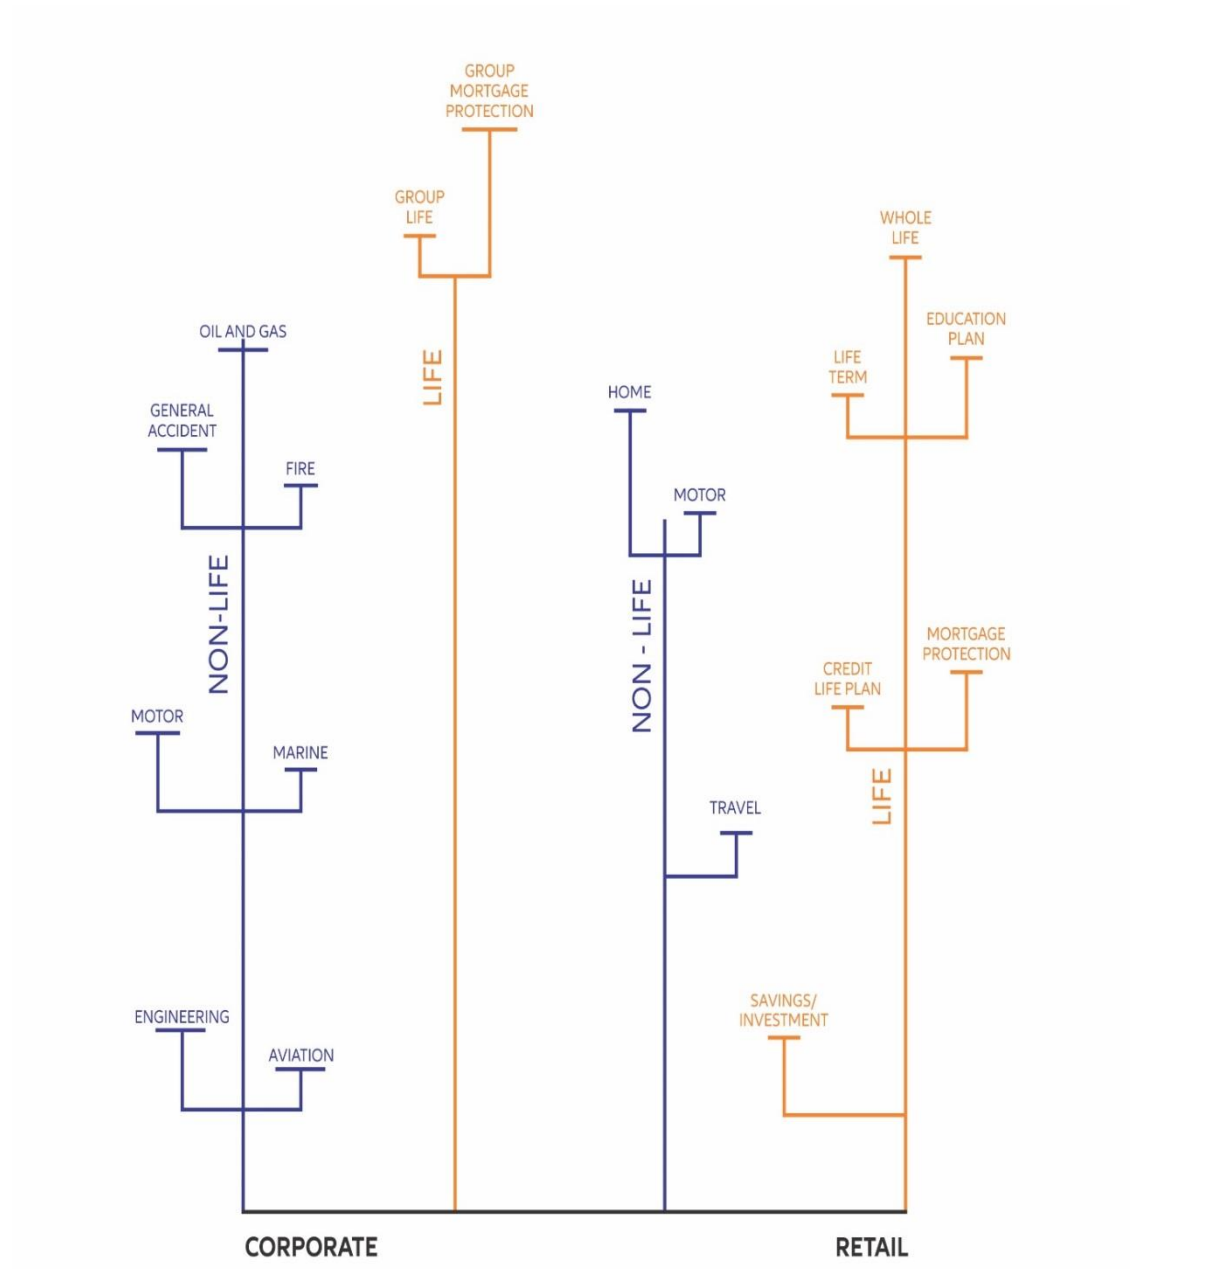 GROUP
MORTGAGE
PROTECTION
GROUP
LIFE
WHOLE
LIFE
OIL AND GAS
EDUCATION
PLAN
LIFE
LIFE
TERM
HOME
GENERAL
ACCIDENT
FIRE
MOTOR
NON-LIFE
NON - LIFE
MORTGAGE
PROTECTION
CREDIT
LIFE PLAN
MOTOR
MARINE
LIFE
TRAVEL
SAVINGS/
INVESTMENT
ENGINEERING
AVIATION
CORPORATE
RETAIL